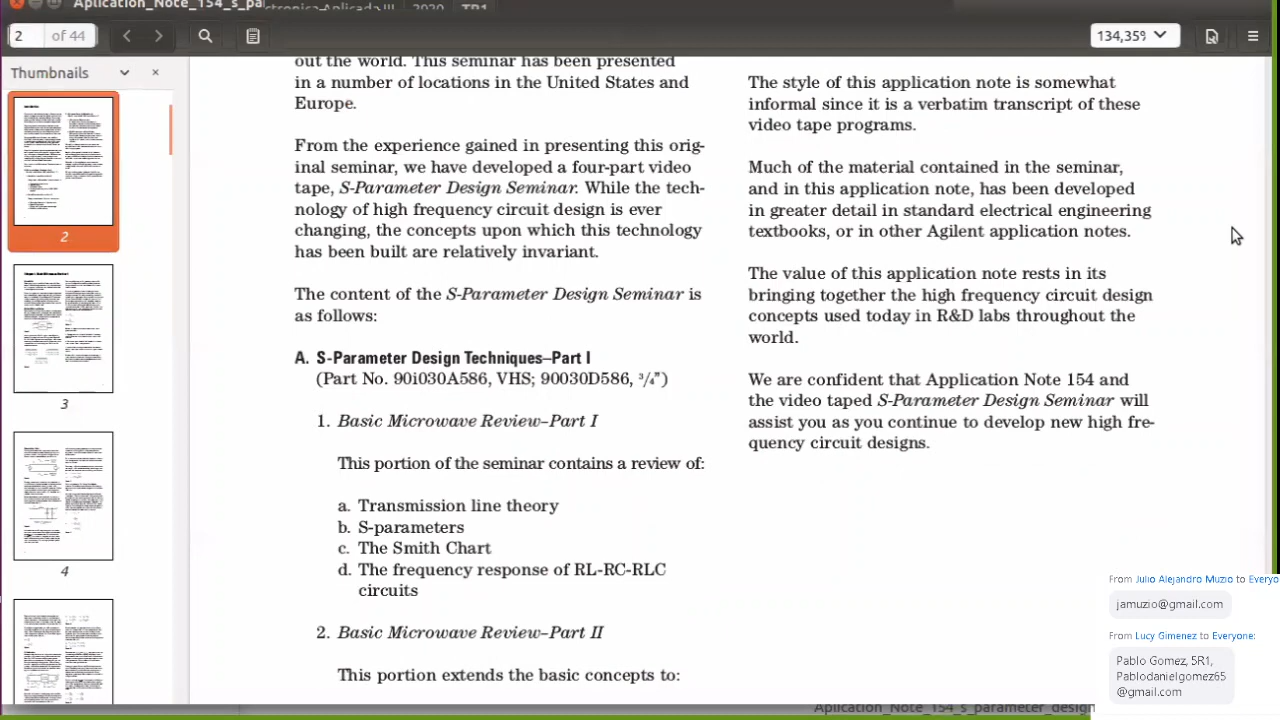 Aplication_Note_154_s_pa
ctronica-Aplicada III 2020 TP1
2 of 44
134,35%
Thumbnails
2
3
4
out the world. This seminar has been presented
in a number of locations in the United States and
Europe.
From the experience gained in presenting this orig-
inal seminar, we have developed a four-part video
tape, S-Parameter Design Seminar. While the tech-
nology of high frequency circuit design is ever
changing, the concepts upon which this technology
has been built are relatively invariant.
The content of the S-Parameter Design Seminar is
as follows:
A. S-Parameter Design Techniques–Part I
(Part No. 90i030A586, VHS; 90030D586, 3/4”)
1. Basic Microwave Review–Part I
This portion of the seminar contains a review of:
a. Transmission line theory
b. S-parameters
c. The Smith Chart
d. The frequency response of RL-RC-RLC
circuits
2. Basic Microwave Review–Part II
This portion extends the basic concepts to:
The style of this application note is somewhat
informal since it is a verbatim transcript of these
video tape programs.
Much of the material contained in the seminar,
and in this application note, has been developed
in greater detail in standard electrical engineering
textbooks, or in other Agilent application notes.
The value of this application note rests in its
bringing together the high frequency circuit design
concepts used today in R&D labs throughout the
world.
We are confident that Application Note 154 and
the video taped S-Parameter Design Seminar will
assist you as you continue to develop new high fre-
quency circuit designs.
From Julio Alejandro Muzio to Everyo
jamuzio@gmail.com
From Lucy Gimenez to Everyone:
Pablo Gomez, 5R1,
Pablodanielgomez65
@gmail.com
Aplication_Note_154_s_parameter_design